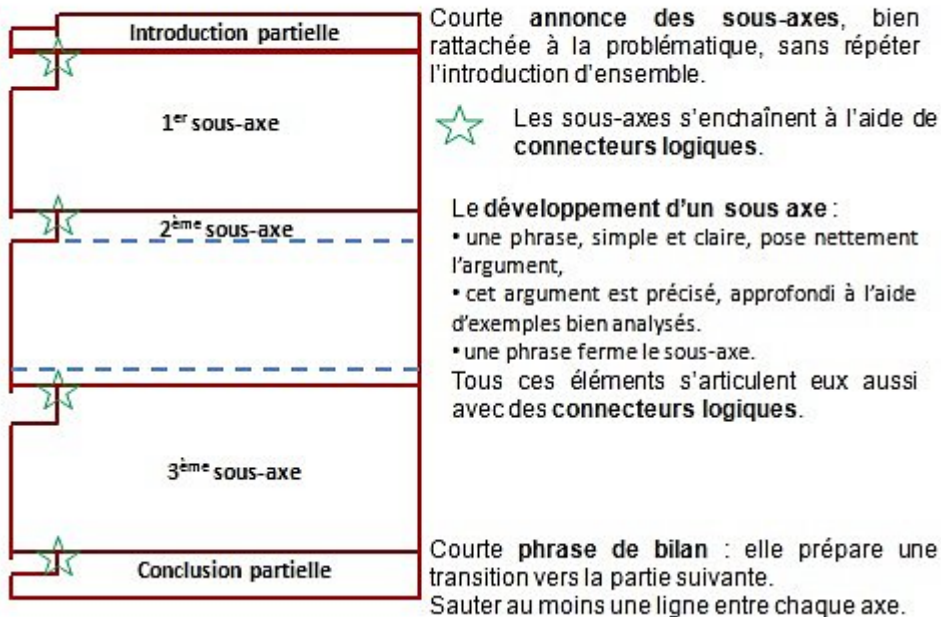 Introduction partielle
Courte annonce des sous-axes, bien
rattachée à la problématique, sans répéter
l'introduction d'ensemble.
1er sous-axe
Les sous-axes s'enchaînent à l'aide de
connecteurs logiques.
2ème sous-axe
Le développement d'un sous axe :
• une phrase, simple et claire, pose nettement
l'argument,
• cet argument est précisé, approfondi à l'aide
d'exemples bien analysés.
• une phrase ferme le sous-axe.
Tous ces éléments s'articulent eux aussi
avec des connecteurs logiques.
3ème sous-axe
Conclusion partielle
Courte phrase de bilan : elle prépare une
transition vers la partie suivante.
Sauter au moins une ligne entre chaque axe.